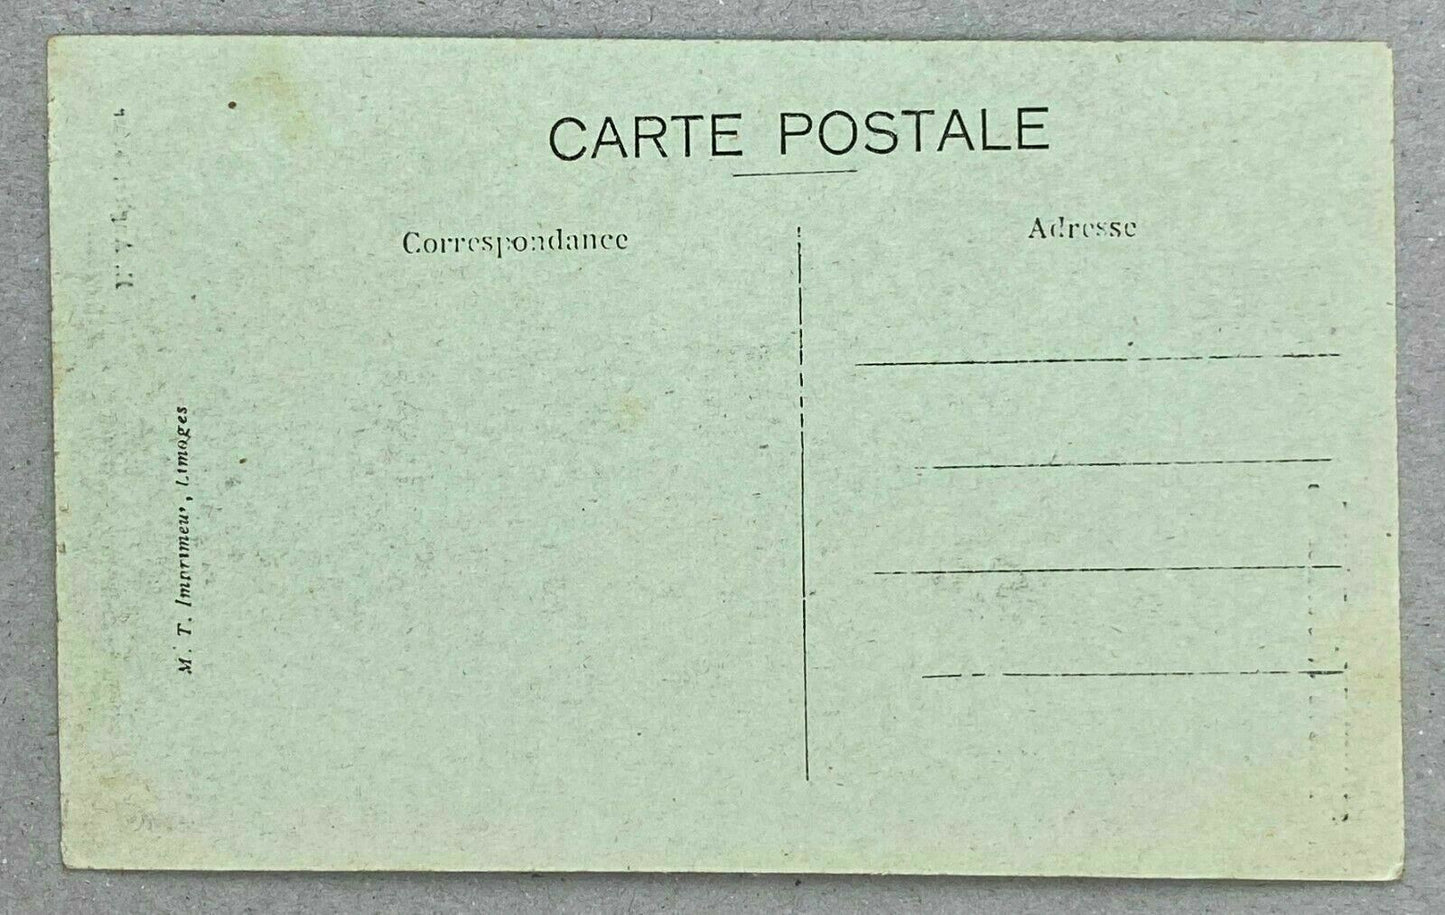 CARTE POSTALE
Correspondance
Adresse
M. T. Imprimeur, Limoges